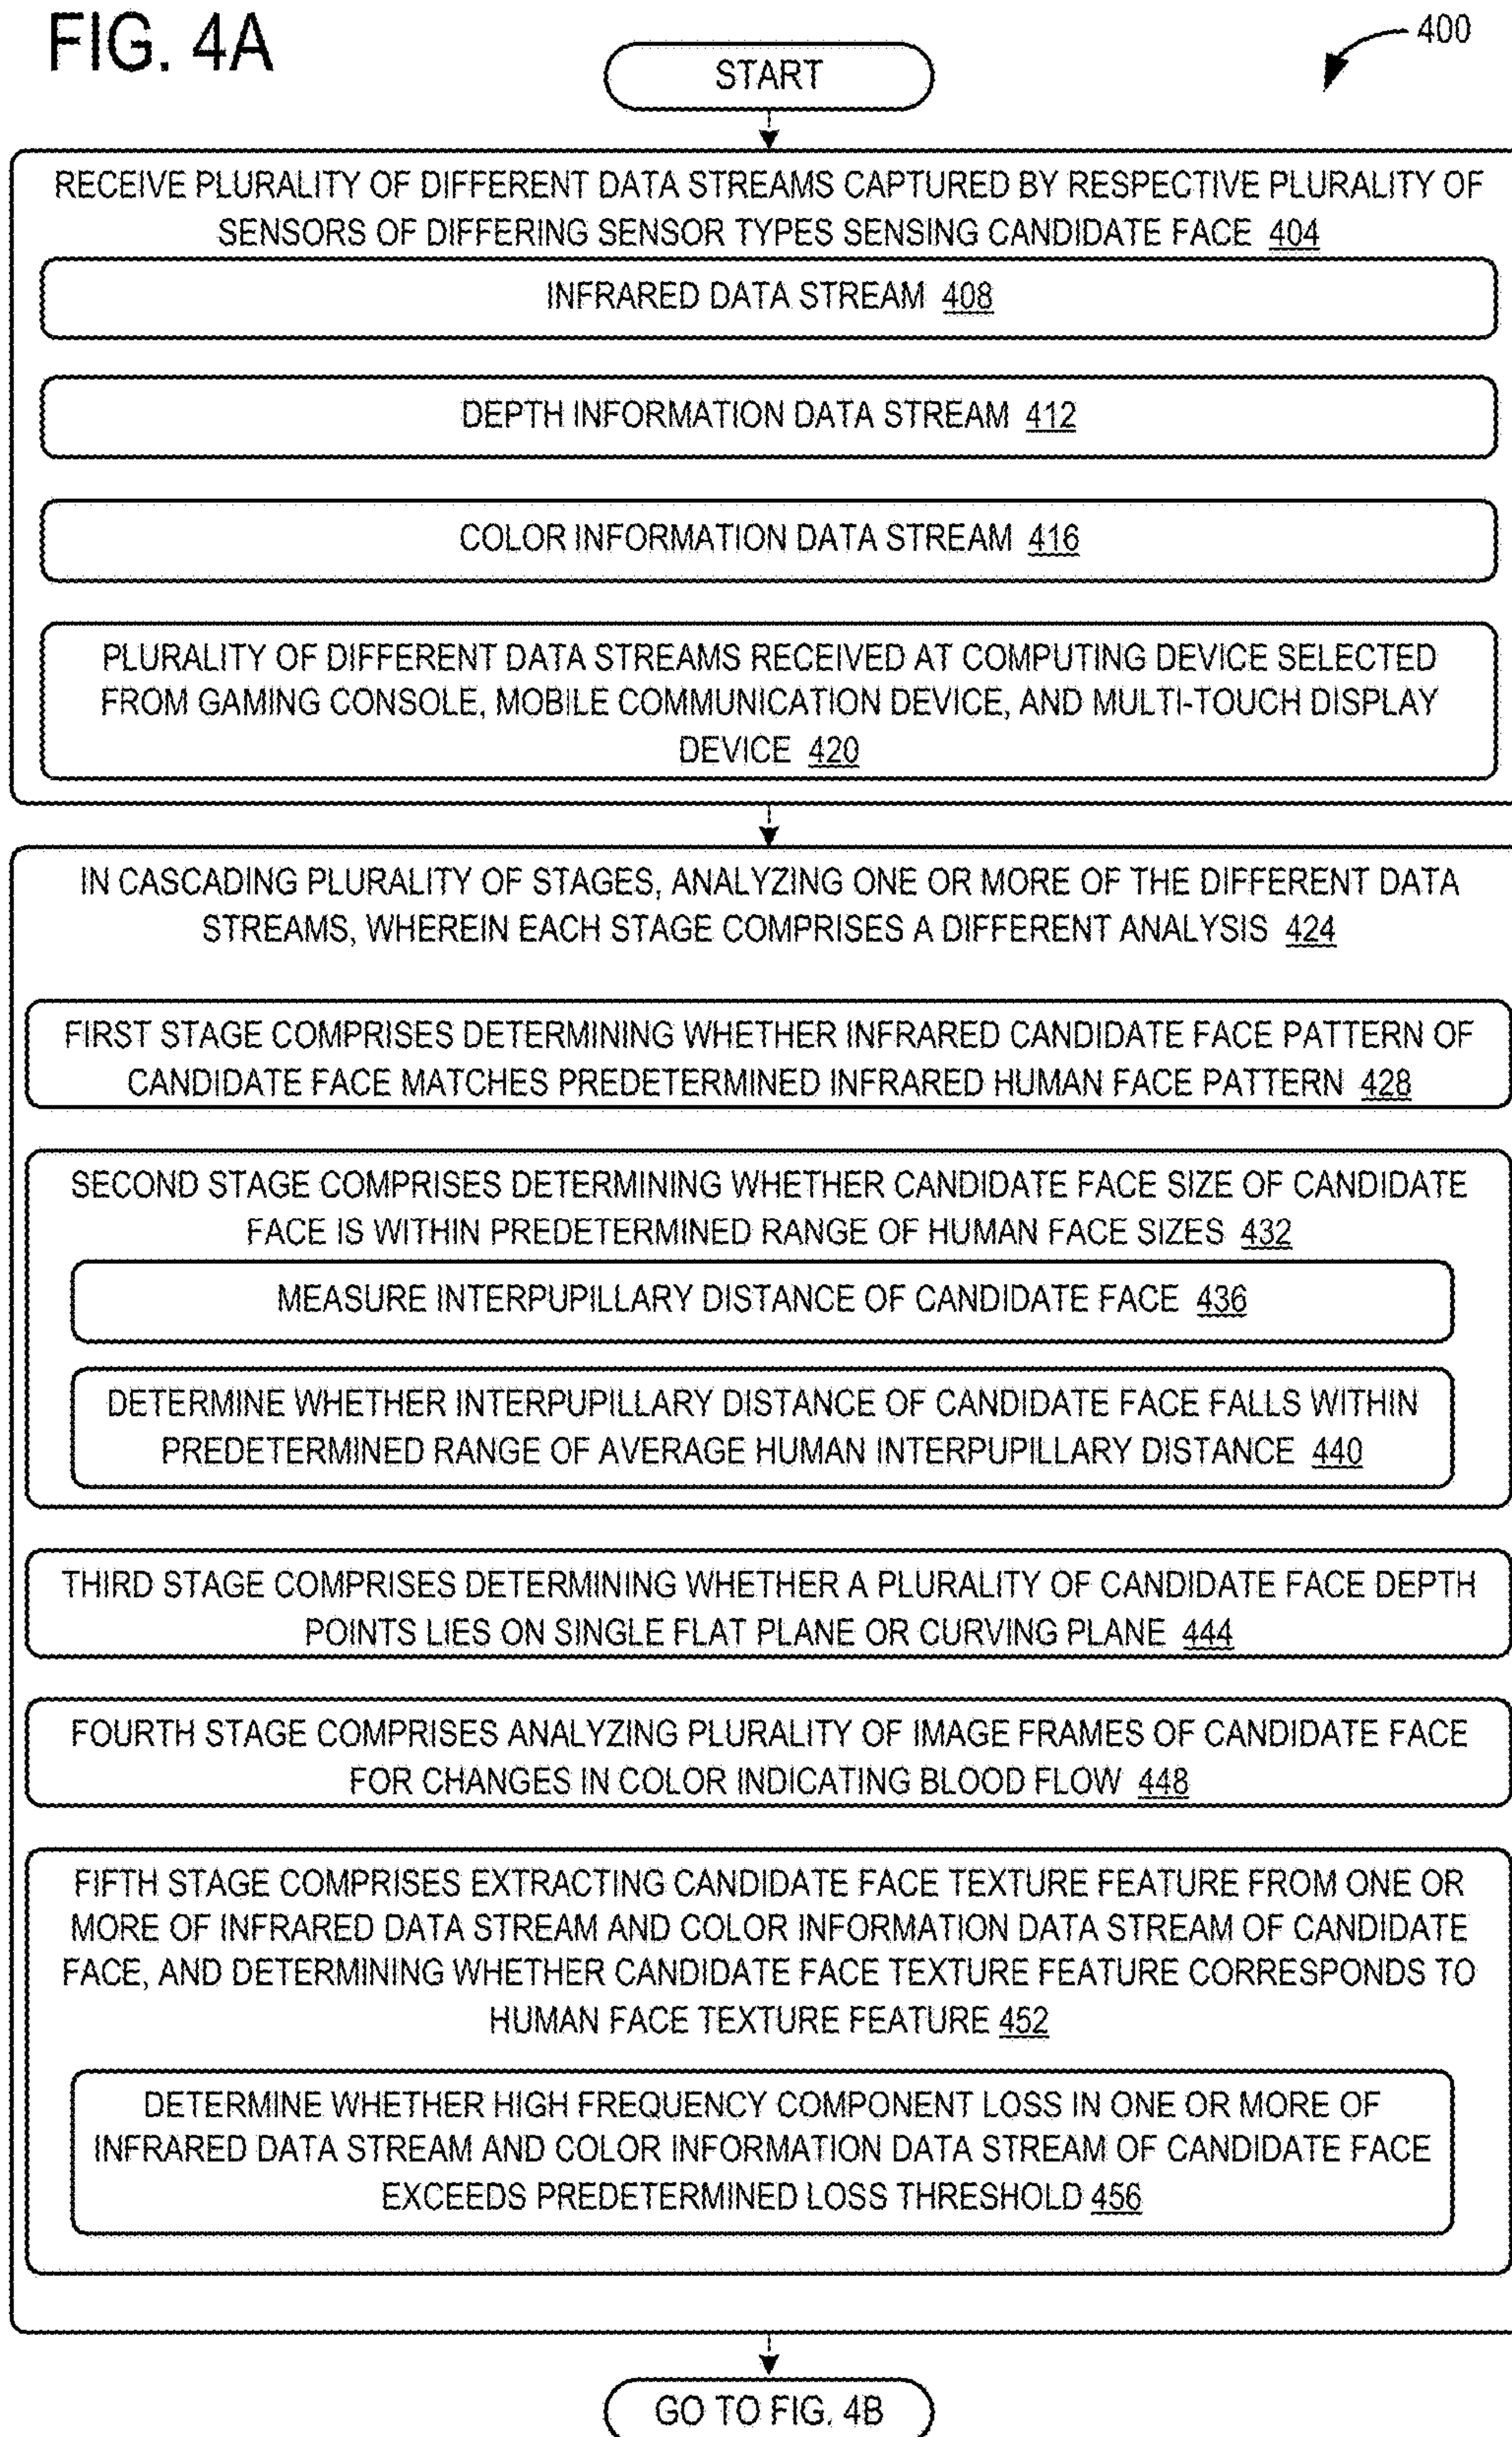 FIG. 4A
400
START
RECEIVE PLURALITY OF DIFFERENT DATA STREAMS CAPTURED BY RESPECTIVE PLURALITY OF
SENSORS OF DIFFERING SENSOR TYPES SENSING CANDIDATE FACE 404
INFRARED DATA STREAM 408
DEPTH INFORMATION DATA STREAM 412
COLOR INFORMATION DATA STREAM 416
PLURALITY OF DIFFERENT DATA STREAMS RECEIVED AT COMPUTING DEVICE SELECTED
FROM GAMING CONSOLE, MOBILE COMMUNICATION DEVICE, AND MULTI-TOUCH DISPLAY
DEVICE 420
IN CASCADING PLURALITY OF STAGES, ANALYZING ONE OR MORE OF THE DIFFERENT DATA
STREAMS, WHEREIN EACH STAGE COMPRISES A DIFFERENT ANALYSIS 424
FIRST STAGE COMPRISES DETERMINING WHETHER INFRARED CANDIDATE FACE PATTERN OF
CANDIDATE FACE MATCHES PREDETERMINED INFRARED HUMAN FACE PATTERN 428
SECOND STAGE COMPRISES DETERMINING WHETHER CANDIDATE FACE SIZE OF CANDIDATE
FACE IS WITHIN PREDETERMINED RANGE OF HUMAN FACE SIZES 432
MEASURE INTERPUPILLARY DISTANCE OF CANDIDATE FACE 436
DETERMINE WHETHER INTERPUPILLARY DISTANCE OF CANDIDATE FACE FALLS WITHIN
PREDETERMINED RANGE OF AVERAGE HUMAN INTERPUPILLARY DISTANCE 440
THIRD STAGE COMPRISES DETERMINING WHETHER A PLURALITY OF CANDIDATE FACE DEPTH
POINTS LIES ON SINGLE FLAT PLANE OR CURVING PLANE 444
FOURTH STAGE COMPRISES ANALYZING PLURALITY OF IMAGE FRAMES OF CANDIDATE FACE
FOR CHANGES IN COLOR INDICATING BLOOD FLOW 448
FIFTH STAGE COMPRISES EXTRACTING CANDIDATE FACE TEXTURE FEATURE FROM ONE OR
MORE OF INFRARED DATA STREAM AND COLOR INFORMATION DATA STREAM OF CANDIDATE
FACE, AND DETERMINING WHETHER CANDIDATE FACE TEXTURE FEATURE CORRESPONDS TO
HUMAN FACE TEXTURE FEATURE 452
DETERMINE WHETHER HIGH FREQUENCY COMPONENT LOSS IN ONE OR MORE OF
INFRARED DATA STREAM AND COLOR INFORMATION DATA STREAM OF CANDIDATE FACE
EXCEEDS PREDETERMINED LOSS THRESHOLD 456
GO TO FIG. 4B